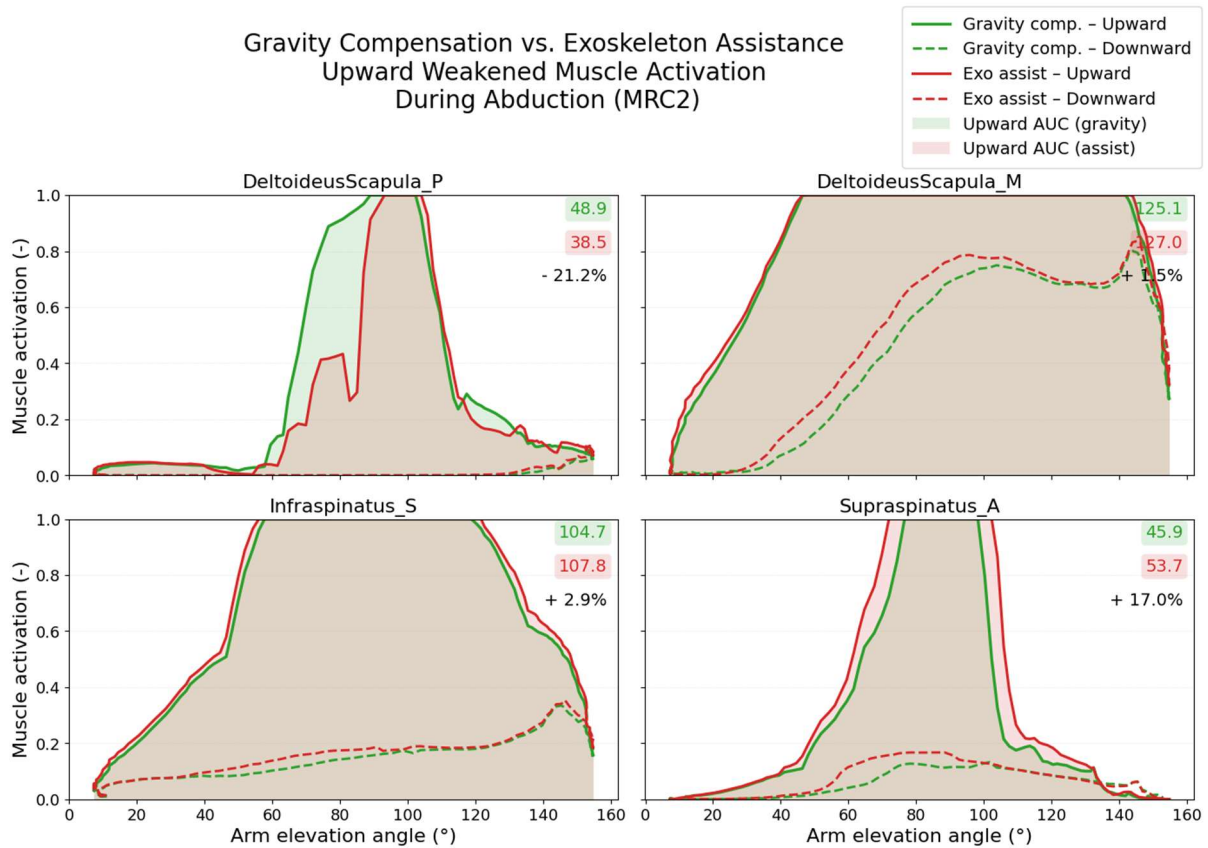 Gravity Compensation vs. Exoskeleton Assistance
Upward Weakened Muscle Activation
During Abduction (MRC2)
Gravity comp. – Upward
Gravity comp. – Downward
Exo assist – Upward
Exo assist – Downward
Upward AUC (gravity)
Upward AUC (assist)
DeltoideusScapula_P
Muscle activation (-)
1.0
0.8
0.6
0.4
0.2
0.0
48.9
38.5
- 21.2%
DeltoideusScapula_M
125.1
127.0
+ 1.5%
Infraspinatus_S
Muscle activation (-)
1.0
0.8
0.6
0.4
0.2
0.0
104.7
107.8
+ 2.9%
0 20 40 60 80 100 120 140 160
Arm elevation angle (°)
Supraspinatus_A
45.9
53.7
+ 17.0%
0 20 40 60 80 100 120 140 160
Arm elevation angle (°)